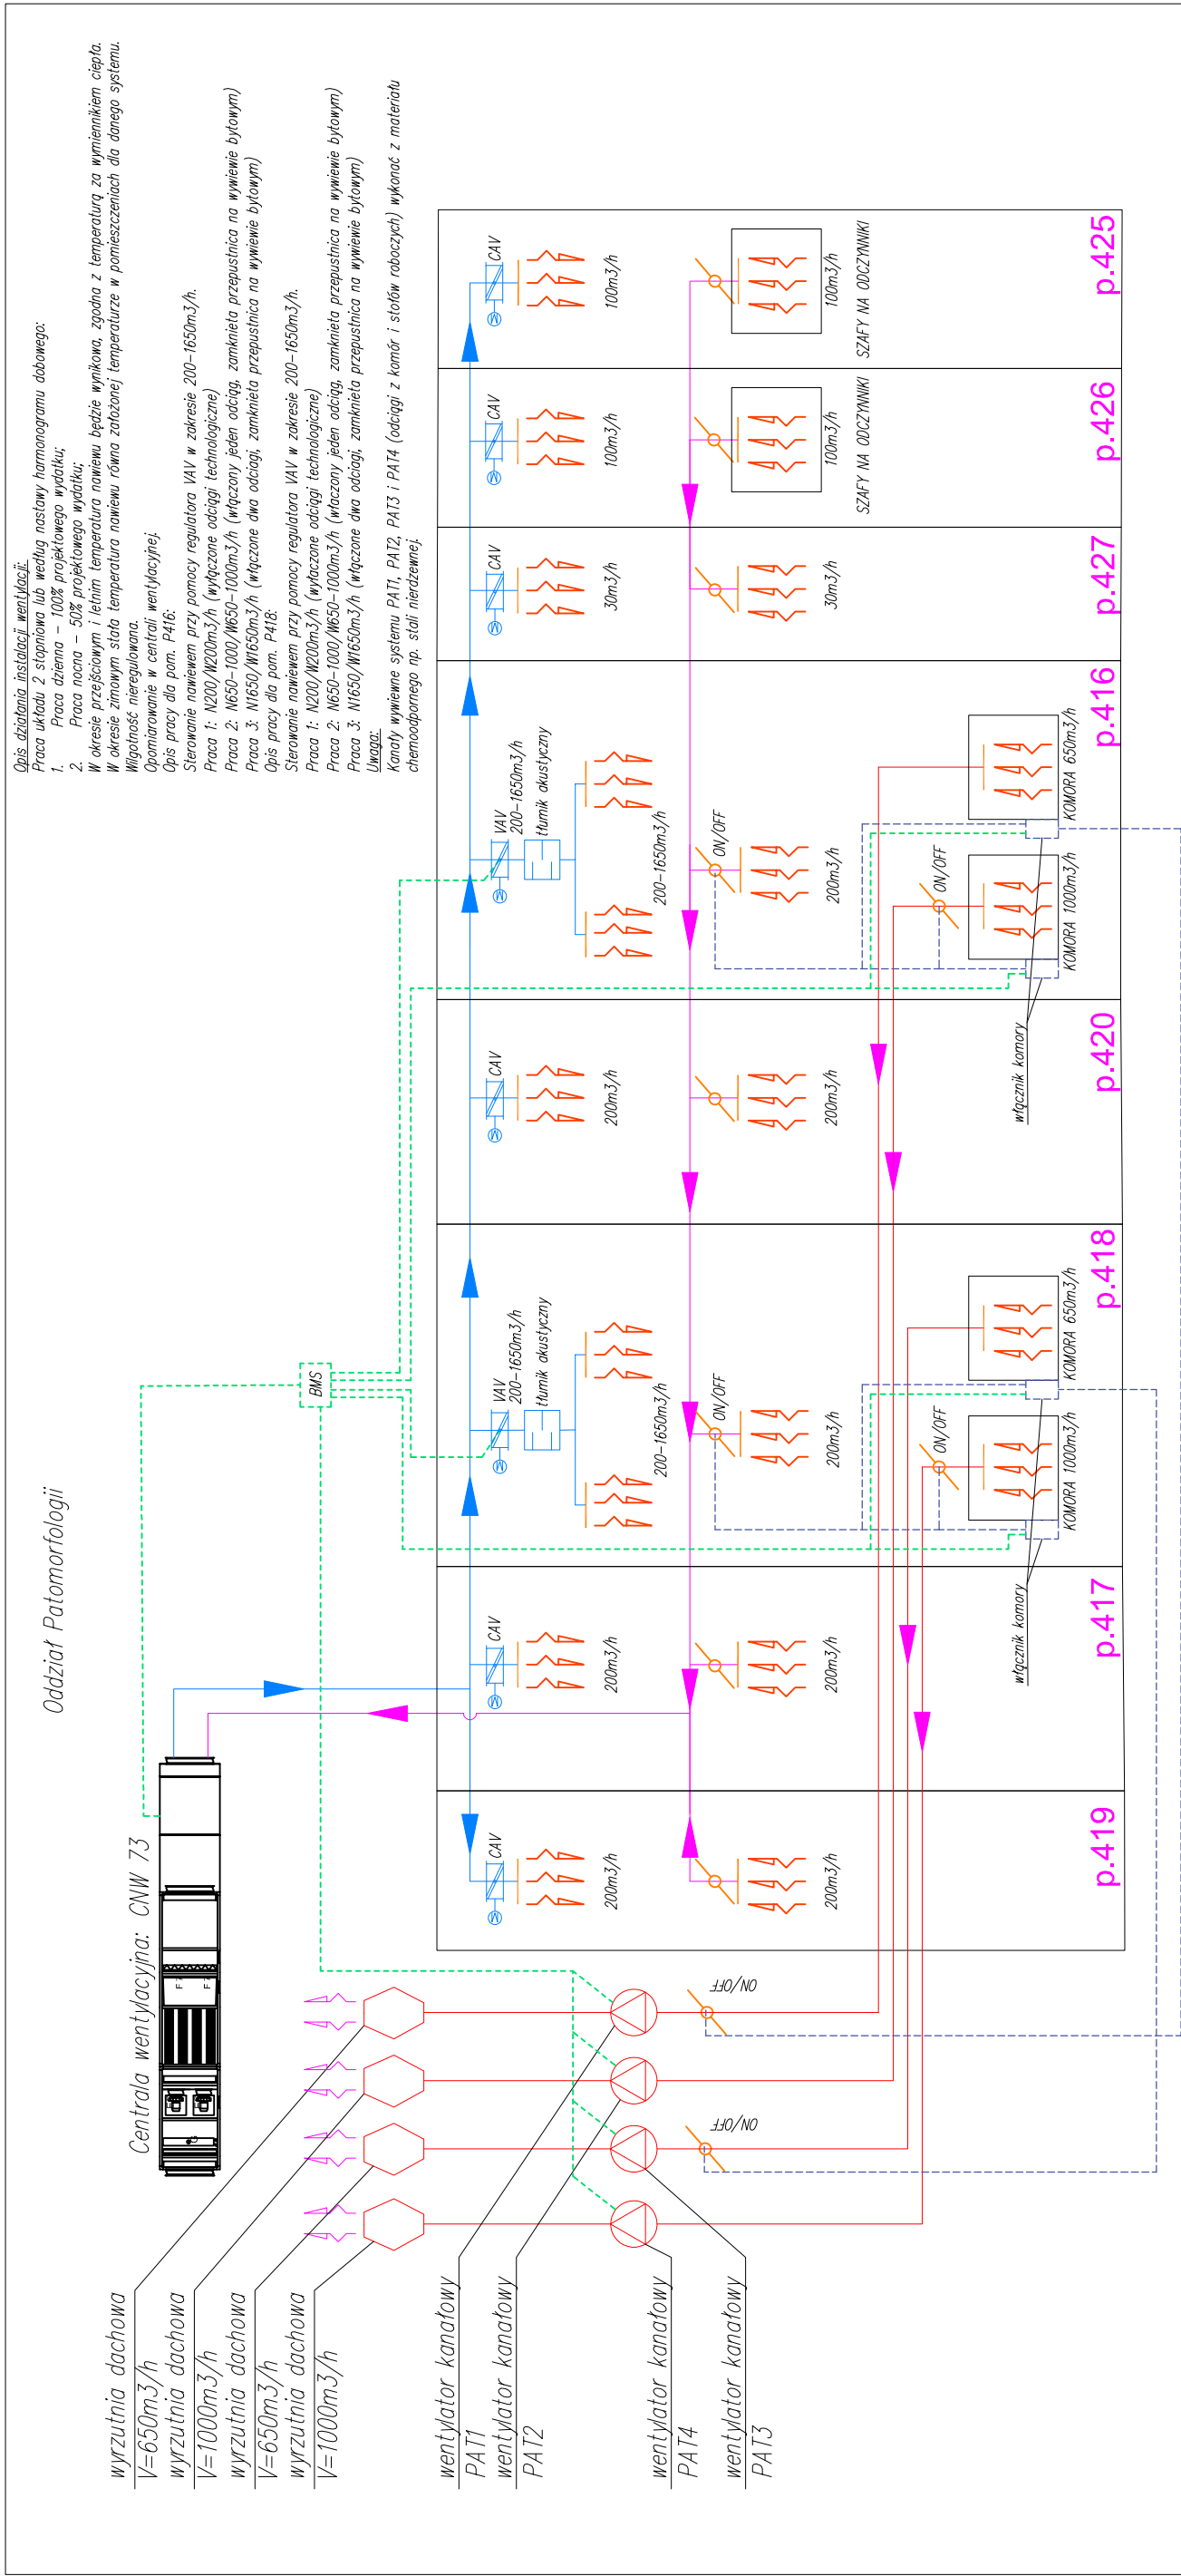 Oddział Patomorfologii
Opis działania instalacji wentylacji:
Praca układu 2 stopniowa lub według nastawy harmonogramu dobowego:
1. Praca dzienna – 100% projektowego wydatku;
2. Praca nocna – 50% projektowego wydatku;
W okresie przejściowym i letnim temperatura nawiewu będzie wynikowa, zgodna z temperaturą za wymiennikiem ciepła.
W okresie zimowym stała temperatura nawiewu równa założonej temperaturze w pomieszczeniach dla danego systemu.
Wilgotność nieregulowana.
Opomiarowanie w centrali wentylacyjnej.
Opis pracy dla pom. P416:
Sterowanie nawiewem przy pomocy regulatora VAV w zakresie 200–1650m3/h.
Praca 1: N200/W200m3/h (wyłączone odciągi technologiczne)
Praca 2: N650–1000/W650–1000m3/h (włączony jeden odciąg, zamknięta przepustnica na wywiewie bytowym)
Praca 3: N1650/W1650m3/h (włączone dwa odciągi, zamknięta przepustnica na wywiewie bytowym)
Opis pracy dla pom. P418:
Sterowanie nawiewem przy pomocy regulatora VAV w zakresie 200–1650m3/h.
Praca 1: N200/W200m3/h (wyłączone odciągi technologiczne)
Praca 2: N650–1000/W650–1000m3/h (włączony jeden odciąg, zamknięta przepustnica na wywiewie bytowym)
Praca 3: N1650/W1650m3/h (włączone dwa odciągi, zamknięta przepustnica na wywiewie bytowym)
Uwaga:
Kanały wywiewne systemu PAT1, PAT2, PAT3 i PAT4 (odciągi z komór i stołów roboczych) wykonać z materiału
chemoodpornego np. stali nierdzewnej.
Centrala wentylacyjna: CNW 73
F 7
F 7
BMS
wyrzutnia dachowa
V=650m3/h
wyrzutnia dachowa
V=1000m3/h
wyrzutnia dachowa
V=650m3/h
wyrzutnia dachowa
V=1000m3/h
wentylator kanałowy
PAT1
wentylator kanałowy
PAT2
wentylator kanałowy
PAT4
wentylator kanałowy
PAT3
ON/OFF
ON/OFF
M
CAV
200m3/h
200m3/h
p.419
M
CAV
200m3/h
200m3/h
p.417
M
VAV
200–1650m3/h
tłumik akustyczny
200–1650m3/h
ON/OFF
200m3/h
ON/OFF
KOMORA 1000m3/h
KOMORA 650m3/h
włącznik komory
p.418
M
CAV
200m3/h
200m3/h
p.420
M
VAV
200–1650m3/h
tłumik akustyczny
200–1650m3/h
ON/OFF
200m3/h
ON/OFF
KOMORA 1000m3/h
KOMORA 650m3/h
włącznik komory
p.416
M
CAV
30m3/h
30m3/h
p.427
M
CAV
100m3/h
100m3/h
SZAFY NA ODCZYNNIKI
p.426
M
CAV
100m3/h
100m3/h
SZAFY NA ODCZYNNIKI
p.425